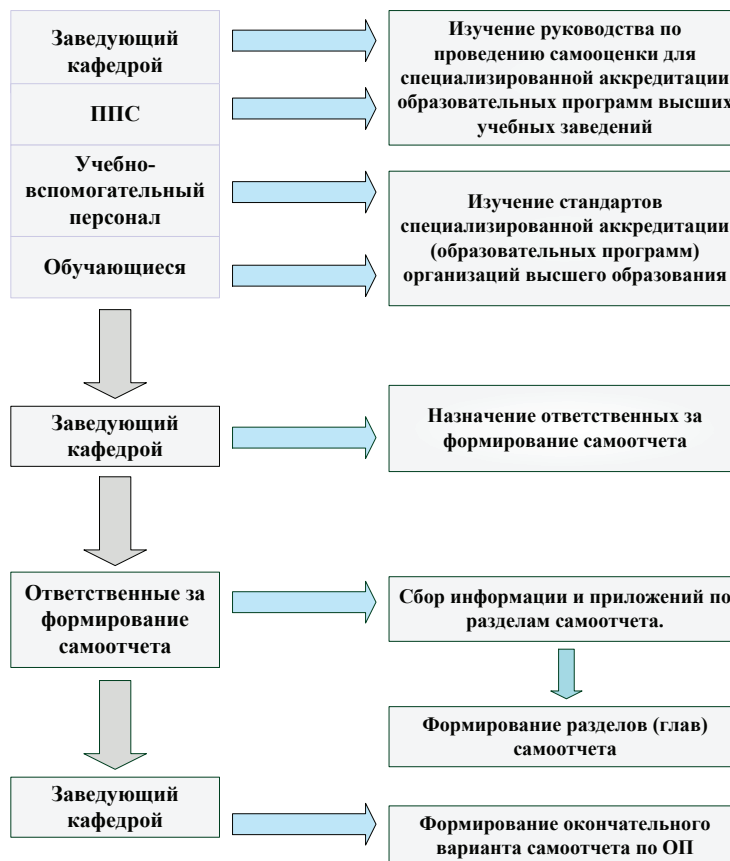 Заведующий
кафедрой
ППС
Учебно-
вспомогательный
персонал
Обучающиеся
Изучение руководства по
проведению самооценки для
специализированной аккредитации
образовательных программ высших
учебных заведений
Изучение стандартов
специализированной аккредитации
(образовательных программ)
организаций высшего образования
Заведующий
кафедрой
Назначение ответственных за
формирование самоотчета
Ответственные за
формирование
самоотчета
Сбор информации и приложений по
разделам самоотчета.
Формирование разделов (глав)
самоотчета
Заведующий
кафедрой
Формирование окончательного
варианта самоотчета по ОП